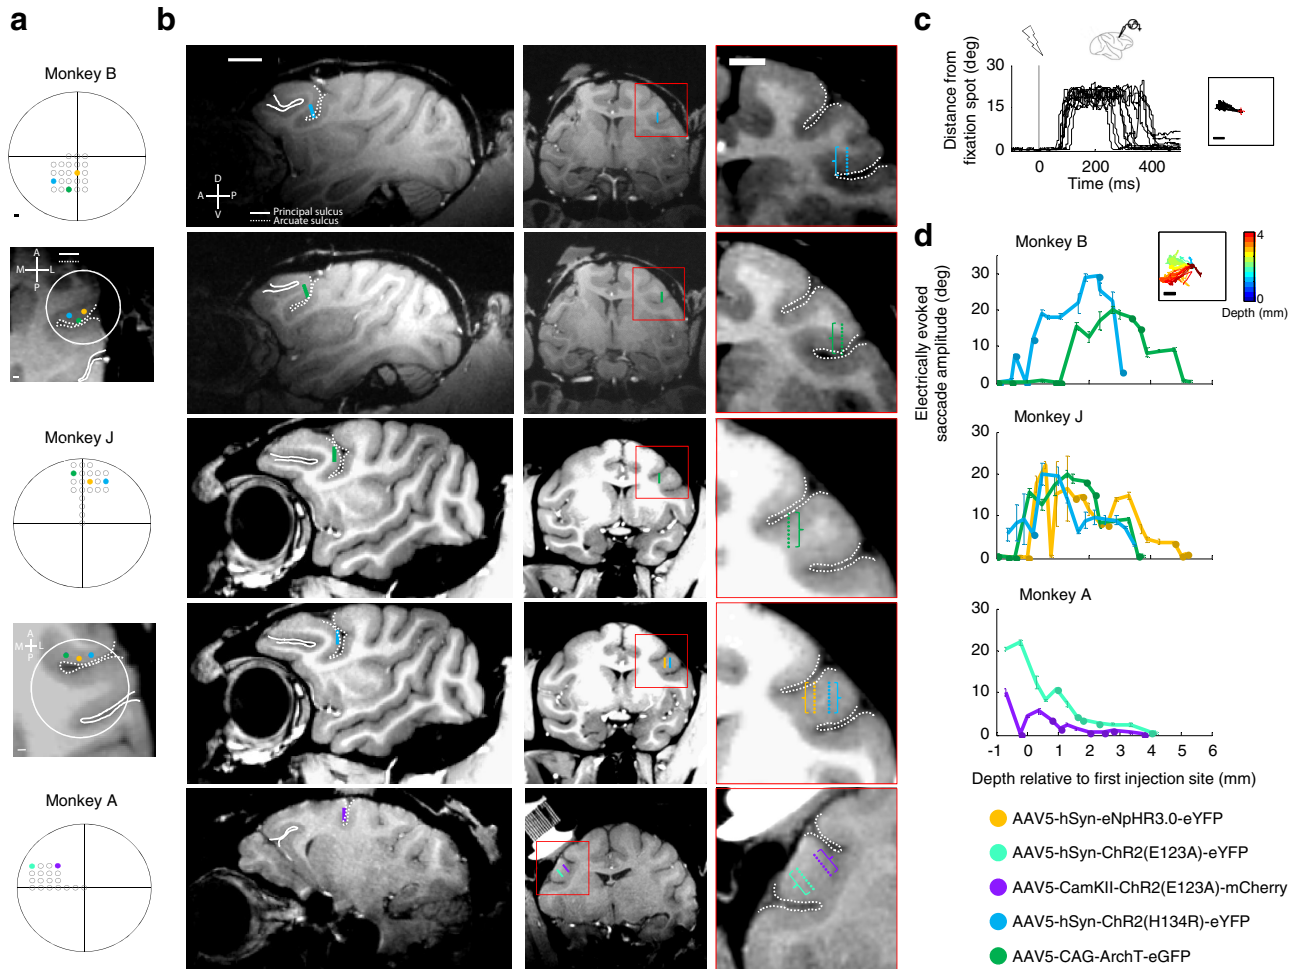 a
b
c
d
Monkey B
A
M L
P
Monkey J
A
M L
P
Monkey A
D
A P
V
Principal sulcus
Arcuate sulcus
Distance from
fixation spot (deg)
30
15
0
0 200 400
Time (ms)
Electrically evoked
saccade amplitude (deg)
Monkey B
30
20
10
0
4
0
Depth (mm)
Monkey J
30
20
10
0
Monkey A
30
20
10
0
-1 0 1 2 3 4 5 6
Depth relative to first injection site (mm)
AAV5-hSyn-eNpHR3.0-eYFP
AAV5-hSyn-ChR2(E123A)-eYFP
AAV5-CamKII-ChR2(E123A)-mCherry
AAV5-hSyn-ChR2(H134R)-eYFP
AAV5-CAG-ArchT-eGFP